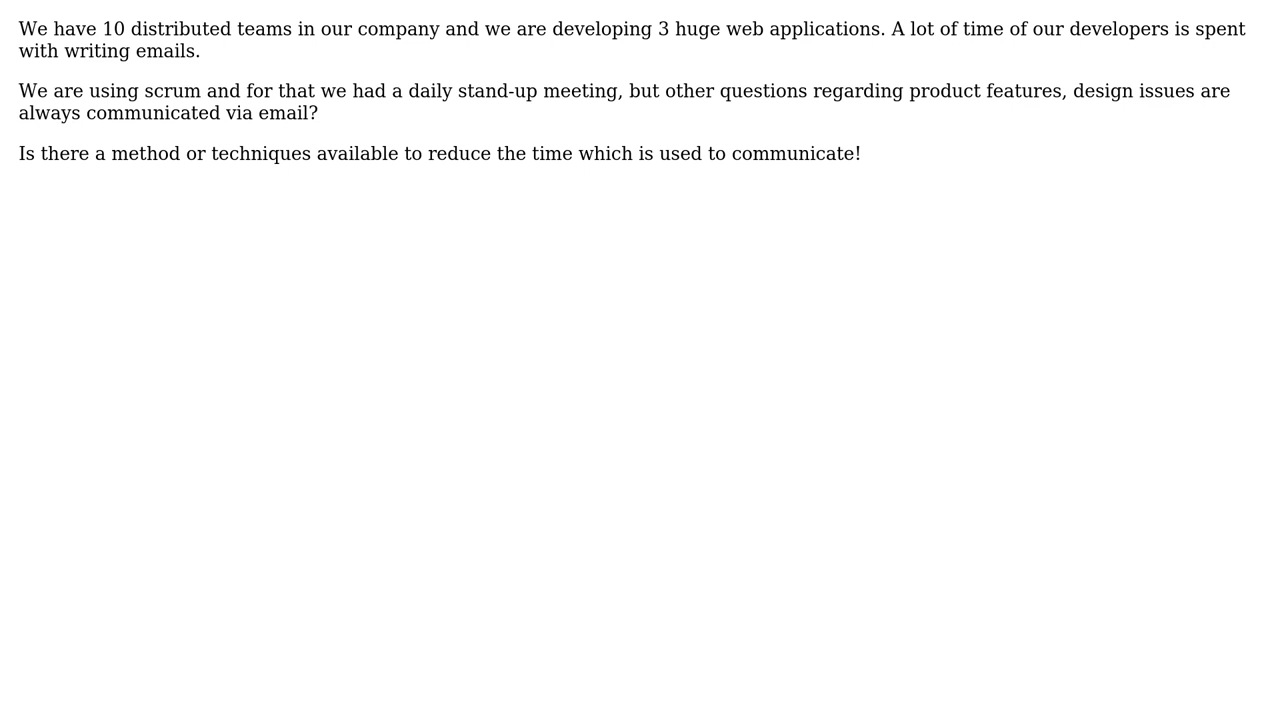 We have 10 distributed teams in our company and we are developing 3 huge web applications. A lot of time of our developers is spent
with writing emails.
We are using scrum and for that we had a daily stand-up meeting, but other questions regarding product features, design issues are
always communicated via email?
Is there a method or techniques available to reduce the time which is used to communicate!